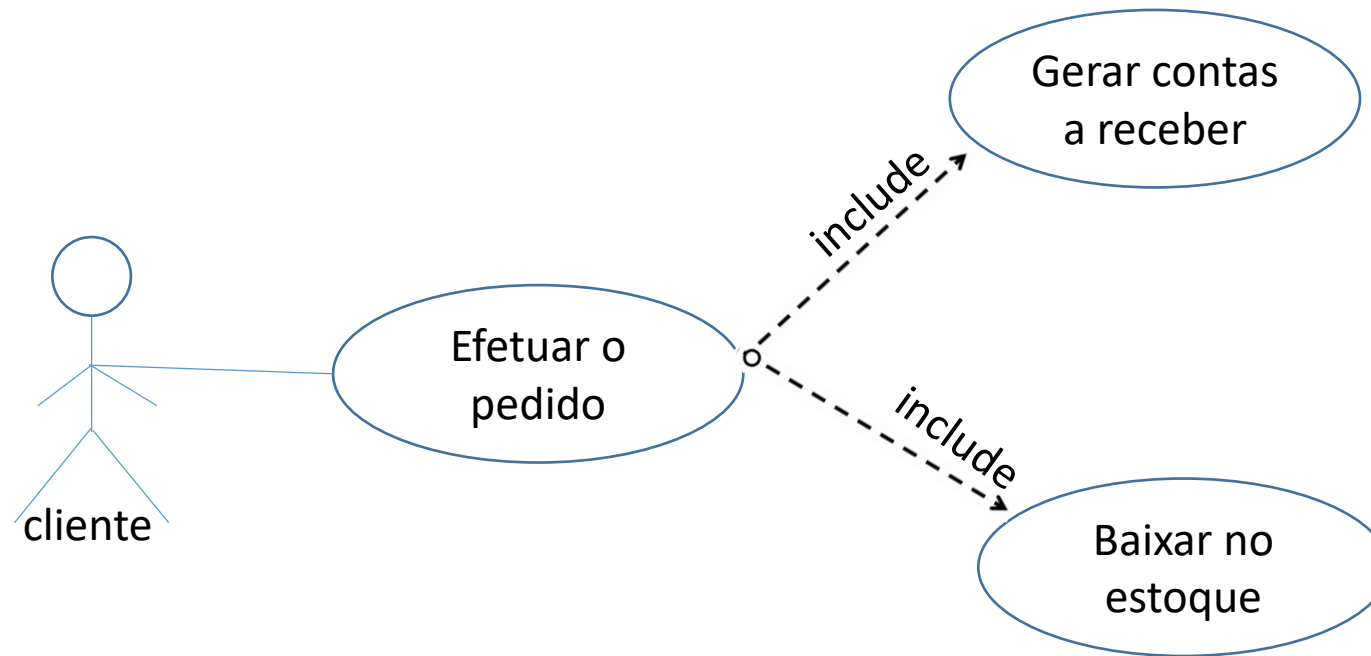 Gerar contas
a receber
include
Efetuar o
pedido
include
cliente
Baixar no
estoque